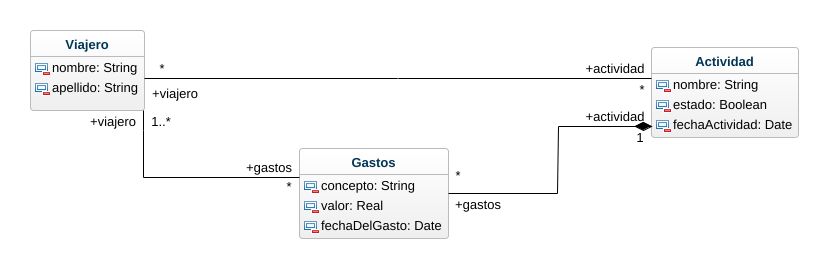 Viajero
nombre: String
apellido: String
*
+viajero
+actividad
*
Actividad
nombre: String
estado: Boolean
fechaActividad: Date
+actividad
1
+viajero
1..*
+gastos
*
Gastos
concepto: String
valor: Real
fechaDelGasto: Date
*
+gastos